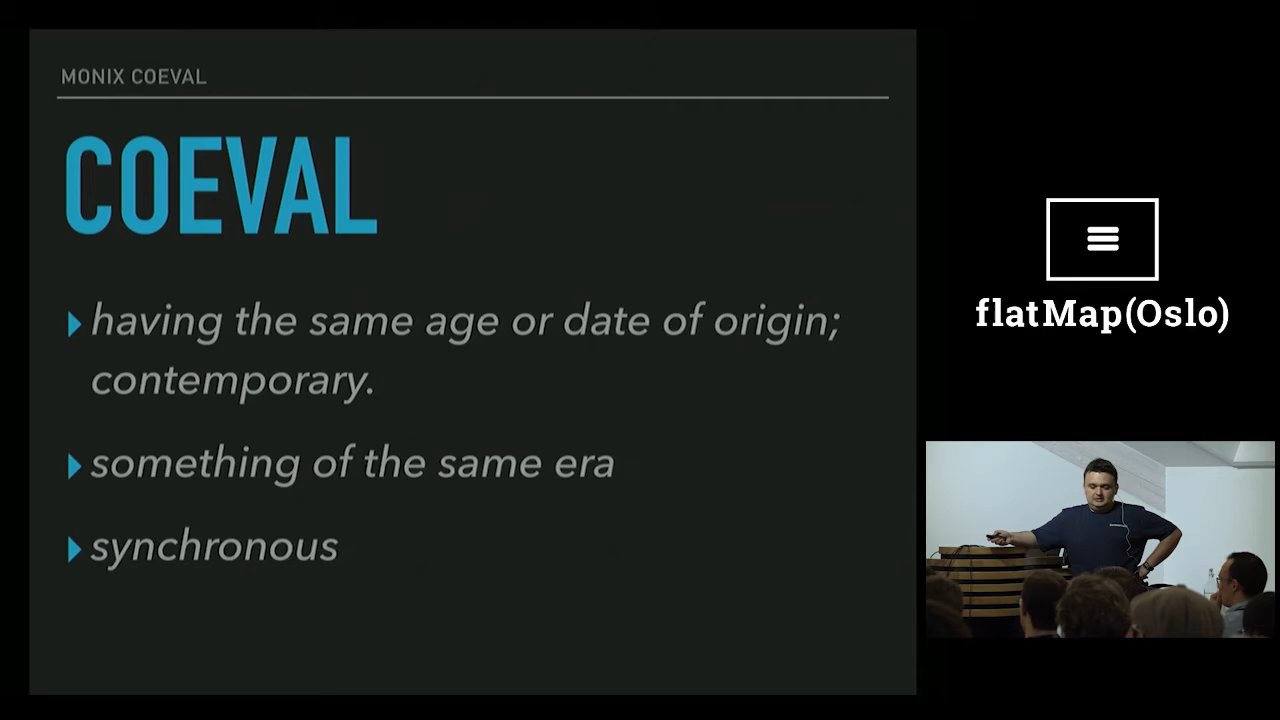 MONIX COEVAL
COEVAL
having the same age or date of origin;
contemporary.
something of the same era
synchronous
flatMap(Oslo)